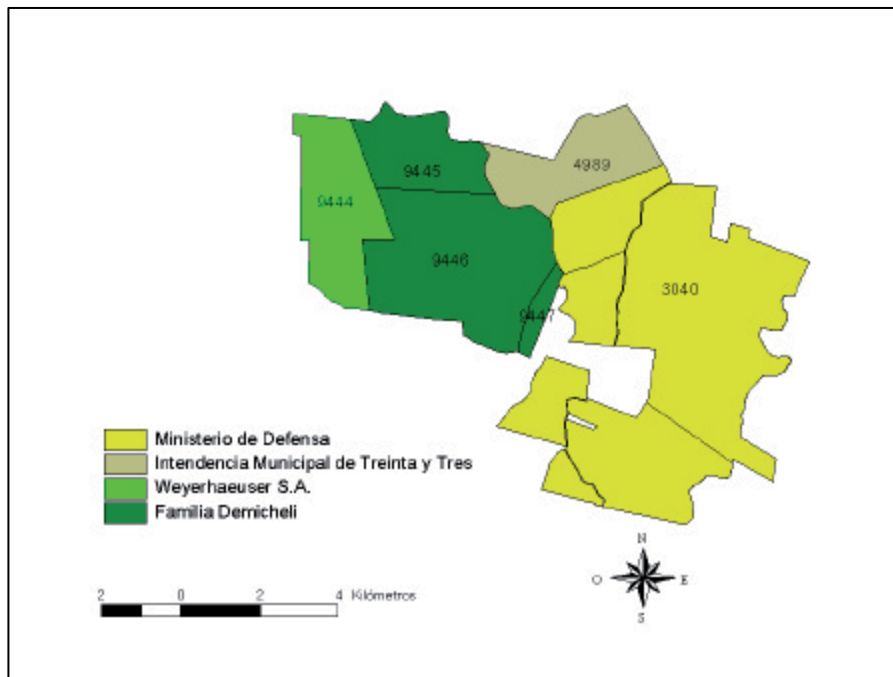 4989
9445
9444
9446
3040
9447
Ministerio de Defensa
Intendencia Municipal de Treinta y Tres
Weyerhaeuser S.A.
Familia Demicheli
N
O E
S
2 0 2 4 Kilómetros